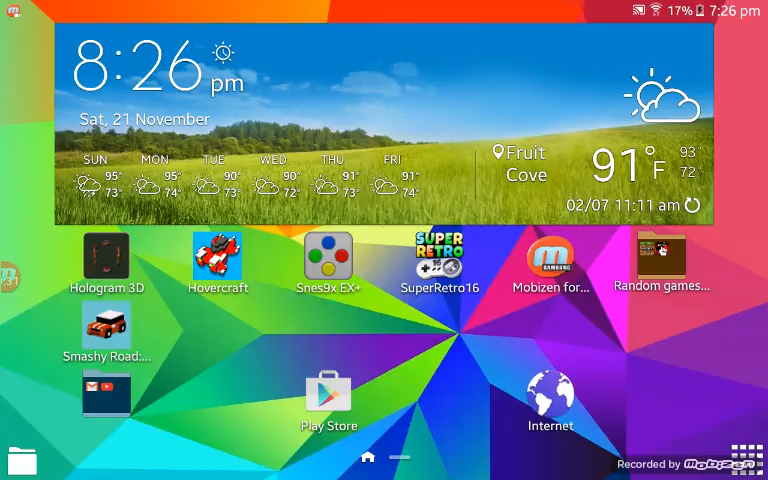 17% 7:26 pm
8:26 pm
Sat, 21 November
SUN MON TUE WED THU FRI
95° 95° 90° 90° 91° 91°
73° 74° 73° 72° 73° 74°
Fruit Cove
91°F 93° 72°
02/07 11:11 am
SUPER
RETRO
16
SAMSUNG
Hologram 3D Hovercraft Snes9x EX+ SuperRetro16 Mobizen for... Random games...
:31
Smashy Road:...
Play Store Internet
Recorded by mobizen